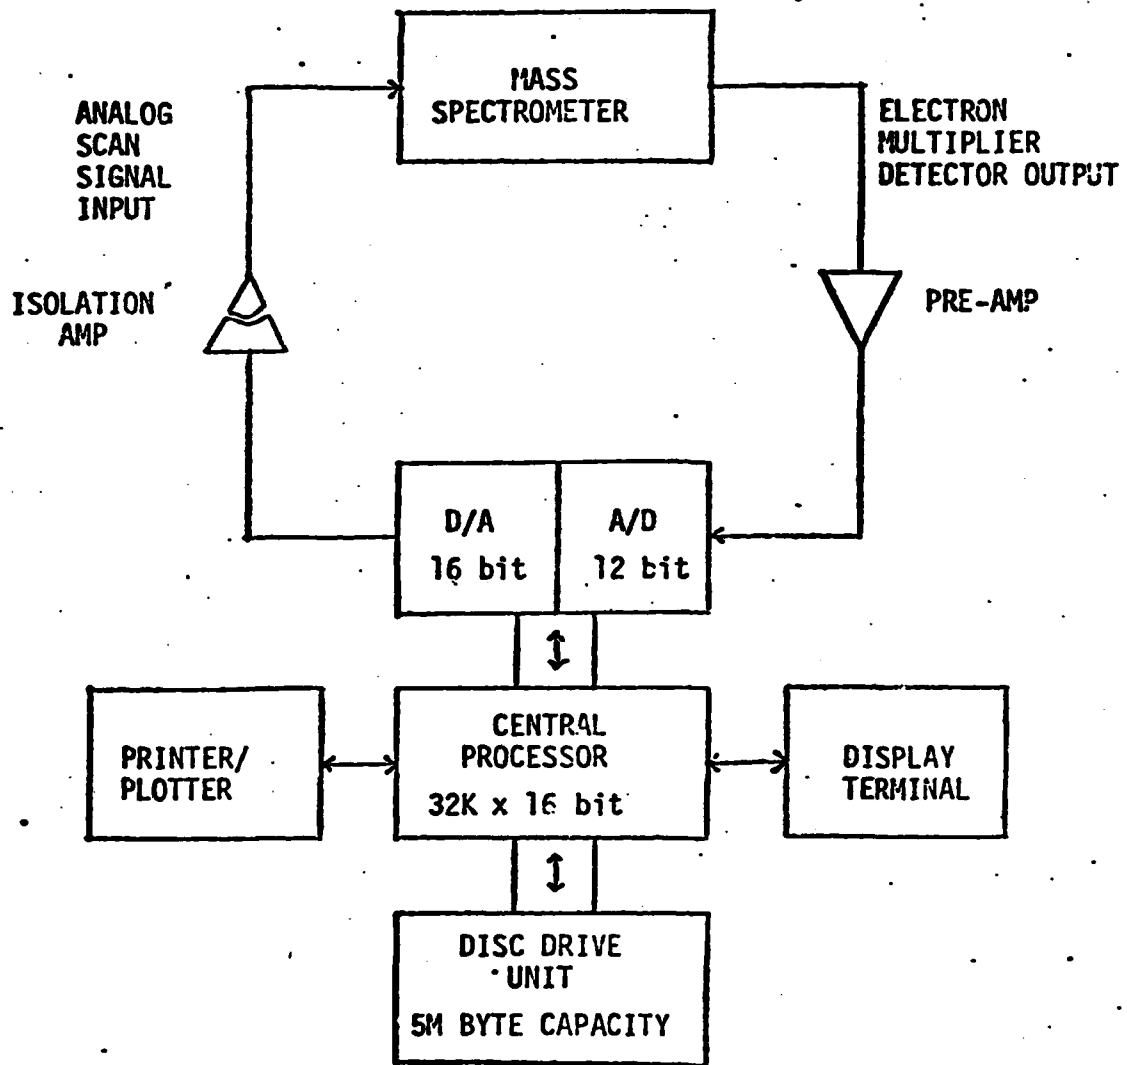 MASS
SPECTROMETER
ANALOG
SCAN
SIGNAL
INPUT
ELECTRON
MULTIPLIER
DETECTOR OUTPUT
ISOLATION
AMP
PRE-AMP
D/A
16 bit
A/D
12 bit
PRINTER/
PLOTTER
CENTRAL
PROCESSOR
32K x 16 bit
DISPLAY
TERMINAL
DISC DRIVE
UNIT
5M BYTE CAPACITY